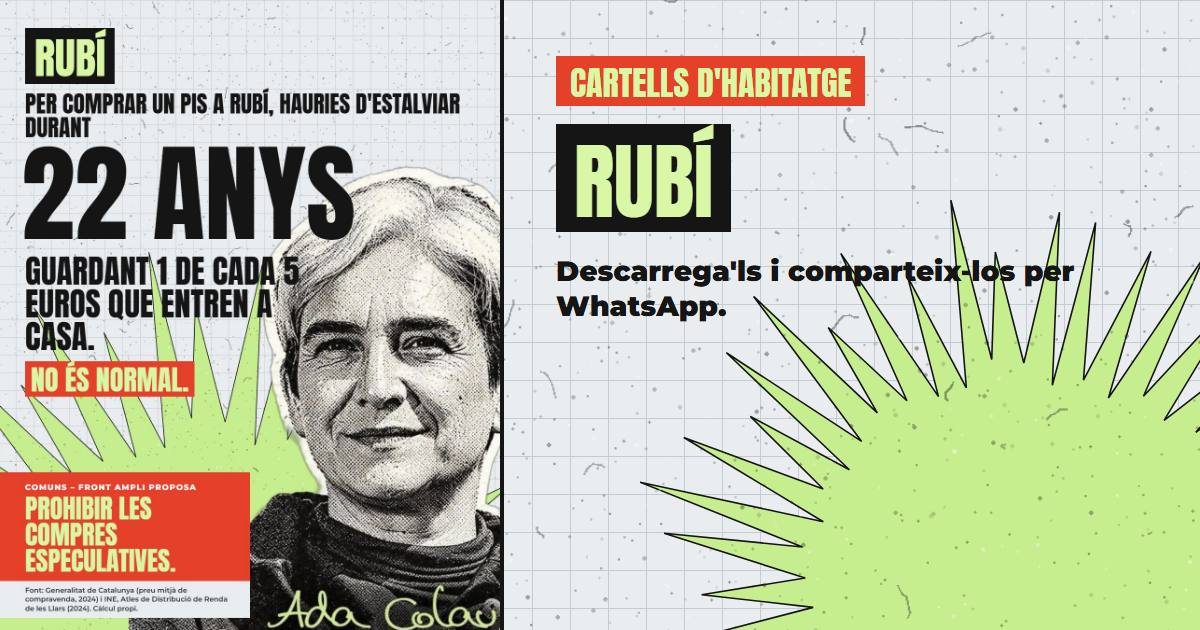 RUBÍ
PER COMPRAR UN PIS A RUBÍ, HAURIES D'ESTALVIAR
DURANT
22 ANYS
GUARDANT 1 DE CADA 5
EUROS QUE ENTREN A
CASA.
NO ÉS NORMAL.
COMUNS – FRONT AMPLI PROPOSA
PROHIBIR LES
COMPRES
ESPECULATIVES.
Font: Generalitat de Catalunya (preu mitjà de
compravenda, 2024) i INE, Atles de Distribució de Renda
de les Llars (2024). Càlcul propi.
Ada Colau
CARTELLS D'HABITATGE
RUBÍ
Descarrega'ls i comparteix-los per
WhatsApp.